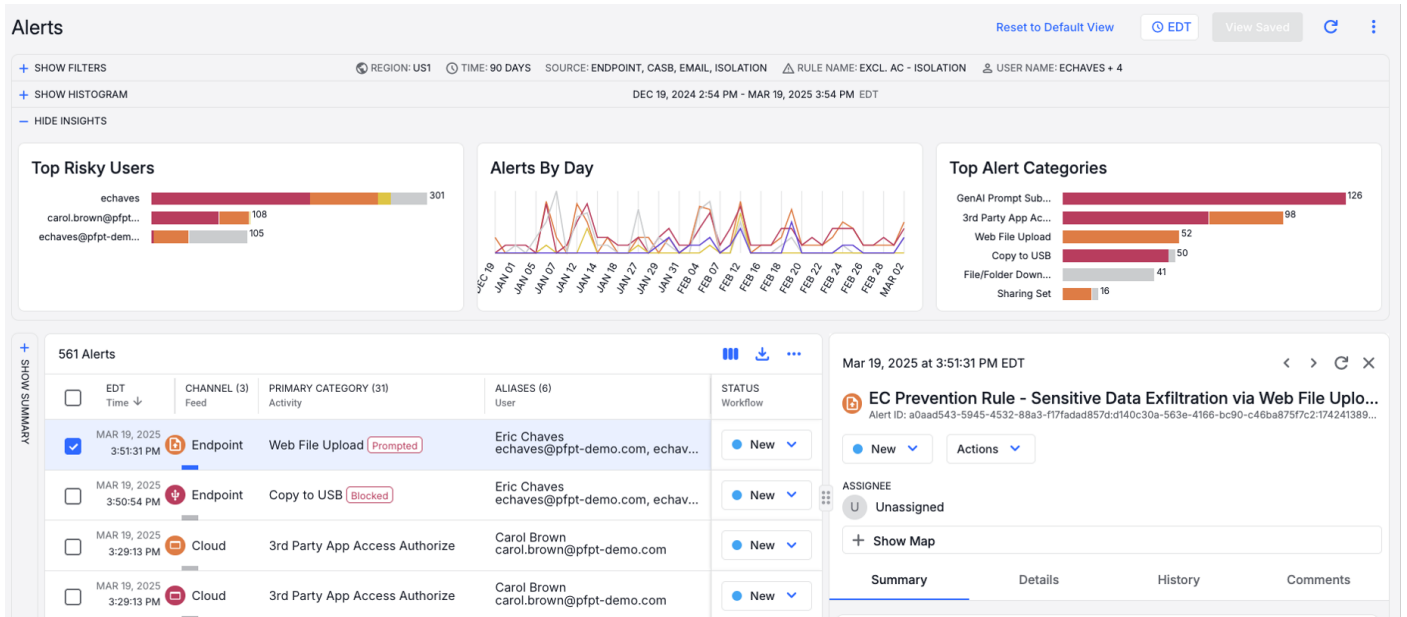 Alerts
Reset to Default View
EDT
View Saved
SHOW FILTERS
REGION: US1
TIME: 90 DAYS
SOURCE: ENDPOINT, CASB, EMAIL, ISOLATION
RULE NAME: EXCL. AC - ISOLATION
USER NAME: ECHAVES + 4
SHOW HISTOGRAM
DEC 19, 2024 2:54 PM - MAR 19, 2025 3:54 PM EDT
HIDE INSIGHTS
Top Risky Users
echaves 301
carol.brown@pfpt... 108
echaves@pfpt-dem... 105
Alerts By Day
DEC 19
JAN 01
JAN 05
JAN 07
JAN 12
JAN 14
JAN 18
JAN 27
JAN 29
JAN 31
FEB 04
FEB 07
FEB 12
FEB 16
FEB 18
FEB 20
FEB 22
FEB 24
FEB 26
FEB 28
MAR 02
Top Alert Categories
GenAI Prompt Sub... 126
3rd Party App Ac... 98
Web File Upload 52
Copy to USB 50
File/Folder Down... 41
Sharing Set 16
SHOW SUMMARY
561 Alerts
EDT
Time
CHANNEL (3)
Feed
PRIMARY CATEGORY (31)
Activity
ALIASES (6)
User
STATUS
Workflow
MAR 19, 2025
3:51:31 PM
Endpoint
Web File Upload Prompted
Eric Chaves
echaves@pfpt-demo.com, echav...
New
MAR 19, 2025
3:50:54 PM
Endpoint
Copy to USB Blocked
Eric Chaves
echaves@pfpt-demo.com, echav...
New
MAR 19, 2025
3:29:13 PM
Cloud
3rd Party App Access Authorize
Carol Brown
carol.brown@pfpt-demo.com
New
MAR 19, 2025
3:29:13 PM
Cloud
3rd Party App Access Authorize
Carol Brown
carol.brown@pfpt-demo.com
New
Mar 19, 2025 at 3:51:31 PM EDT
EC Prevention Rule - Sensitive Data Exfiltration via Web File Uplo...
Alert ID: a0aad543-5945-4532-88a3-f17fadad857d:d140c30a-563e-4166-bc90-c46ba875f7c2:174241389...
New
Actions
ASSIGNEE
U Unassigned
Show Map
Summary
Details
History
Comments